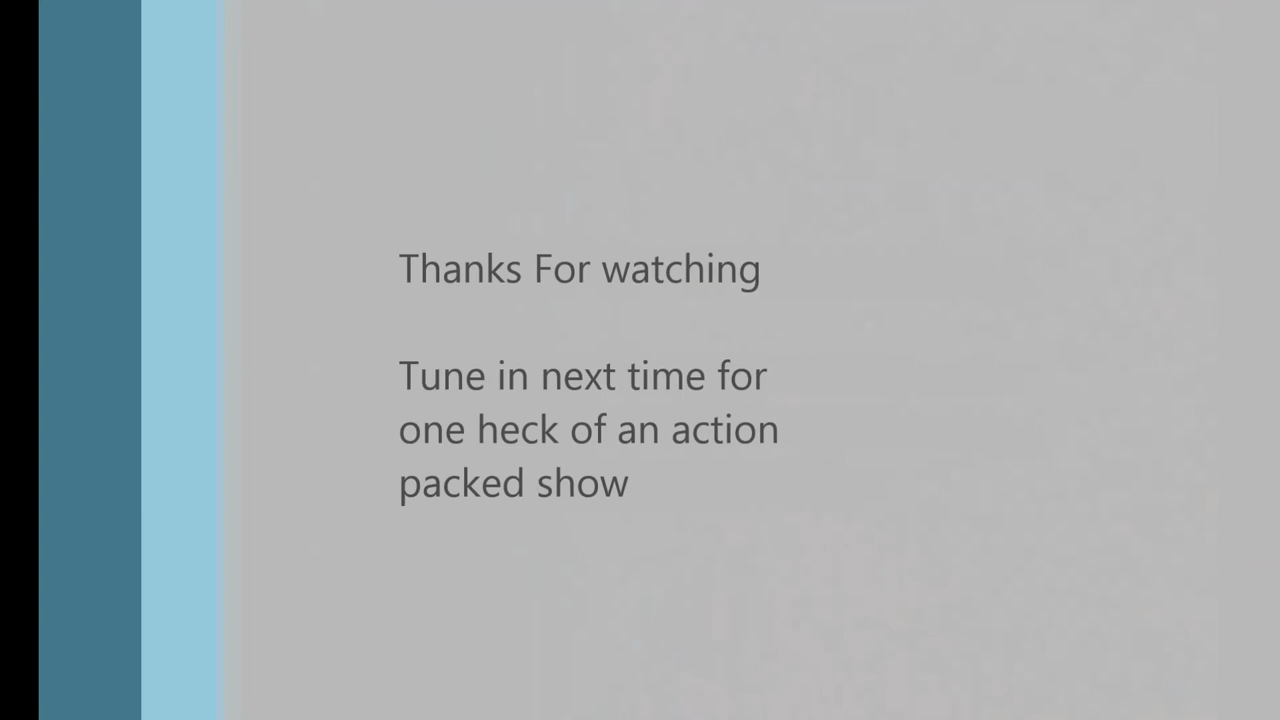 Thanks For watching
Tune in next time for
one heck of an action
packed show